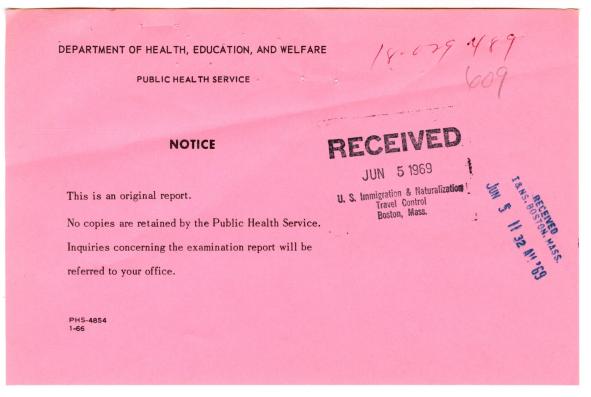 DEPARTMENT OF HEALTH, EDUCATION, AND WELFARE
PUBLIC HEALTH SERVICE
18-029 489
609
NOTICE
RECEIVED
JUN 5 1969
U. S. Immigration & Naturalization
Travel Control
Boston, Mass.
RECEIVED
I&NS. BOSTON, MASS.
JUN 5 11 32 AM '69
This is an original report.
No copies are retained by the Public Health Service.
Inquiries concerning the examination report will be
referred to your office.
PHS-4854
1-66